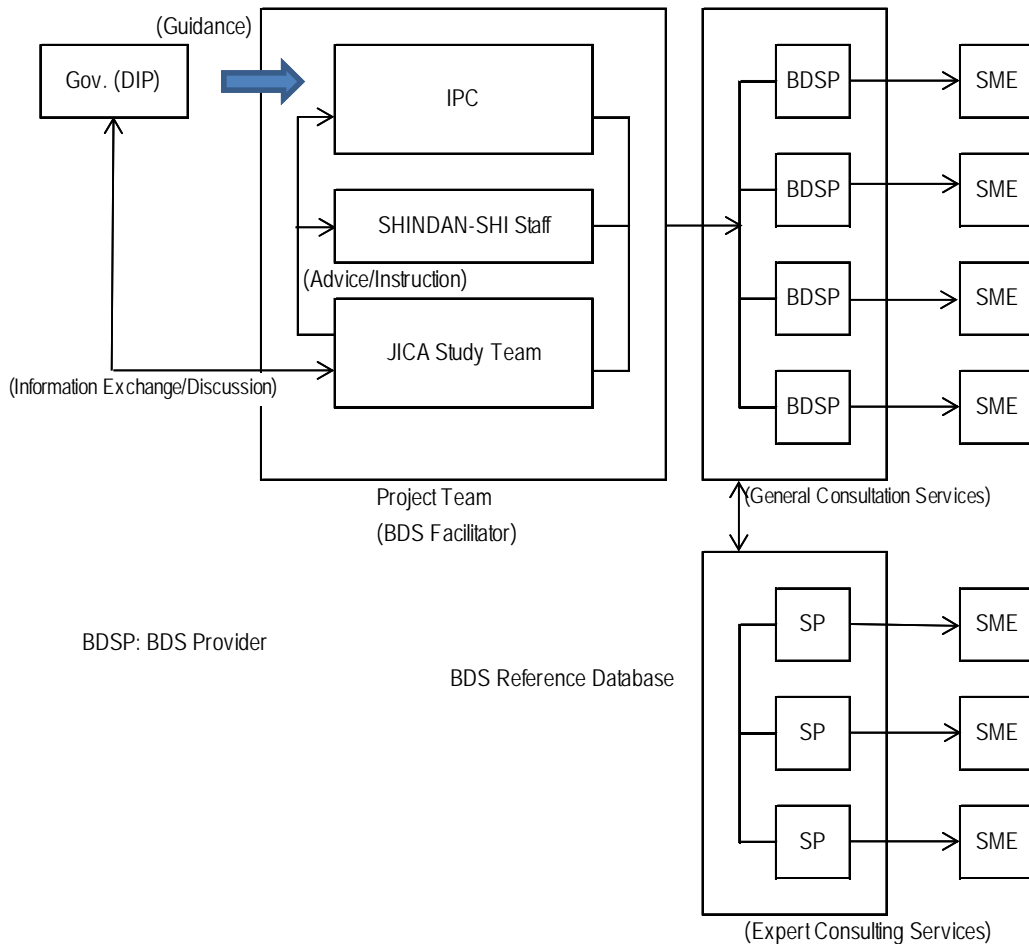 (Guidance)
Gov. (DIP)
IPC
SHINDAN-SHI Staff
(Advice/Instruction)
JICA Study Team
(Information Exchange/Discussion)
Project Team
(BDS Facilitator)
BDSP
SME
BDSP
SME
BDSP
SME
BDSP
SME
(General Consultation Services)
BDSP: BDS Provider
BDS Reference Database
SP
SME
SP
SME
SP
SME
(Expert Consulting Services)